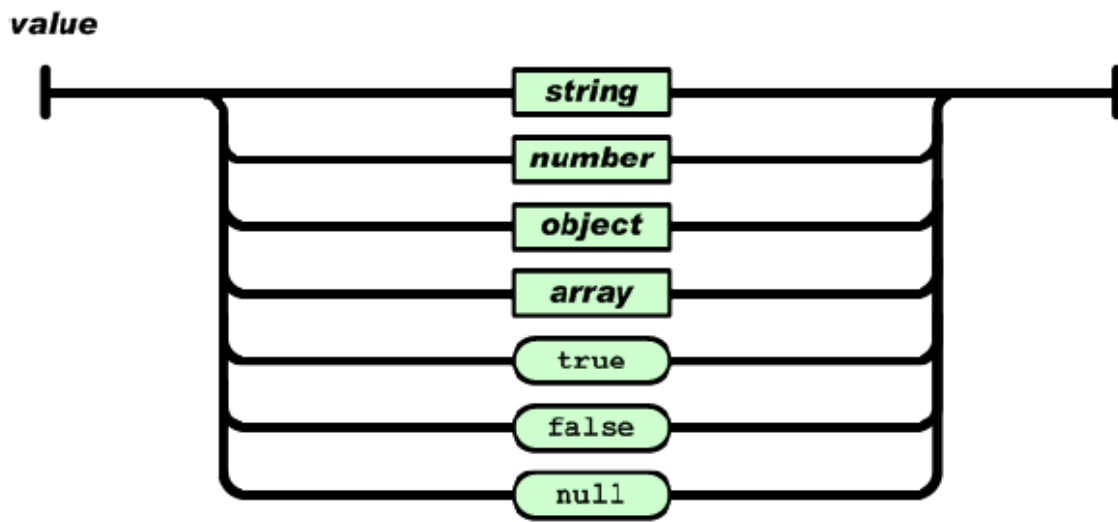 value
string
number
object
array
true
false
null